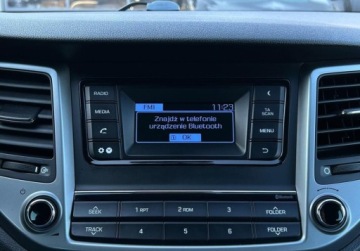 RADIO
MEDIA
FM1 11:23
Znajdź w telefonie
urządzenie Bluetooth
OK
TA
SCAN
MENU
Bluetooth
SEEK
1 RPT
2 RDM
3
FOLDER
TRACK
4
5
6
FOLDER